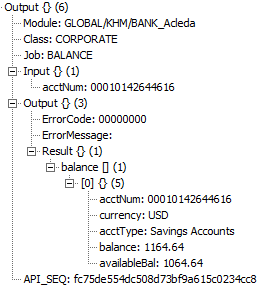 Output {} (6)
Module: GLOBAL/KHM/BANK_Acleda
Class: CORPORATE
Job: BALANCE
Input {} (1)
acctNum: 00010142644616
Output {} (3)
ErrorCode: 00000000
ErrorMessage:
Result {} (1)
balance [] (1)
[0] {} (5)
acctNum: 00010142644616
currency: USD
acctType: Savings Accounts
balance: 1164.64
availableBal: 1064.64
API_SEQ: fc75de554dc508d73bf9a615c0234cc8